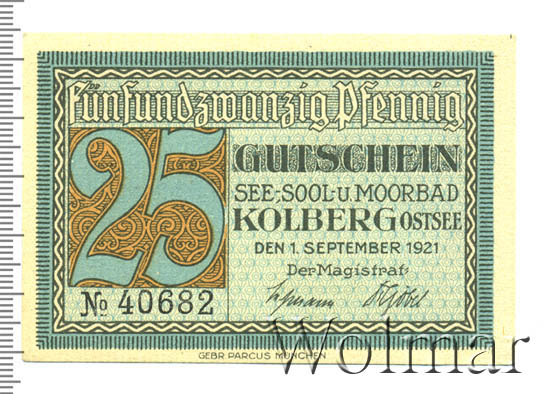 Fünfundzwanzig Pfennig
25
GUTSCHEIN
SEE-, SOOL- U. MOORBAD
KOLBERG OSTSEE
DEN 1. SEPTEMBER 1921
Der Magistrat:
№ 40682
GEBR PARCUS MÜNCHEN
Wolmar